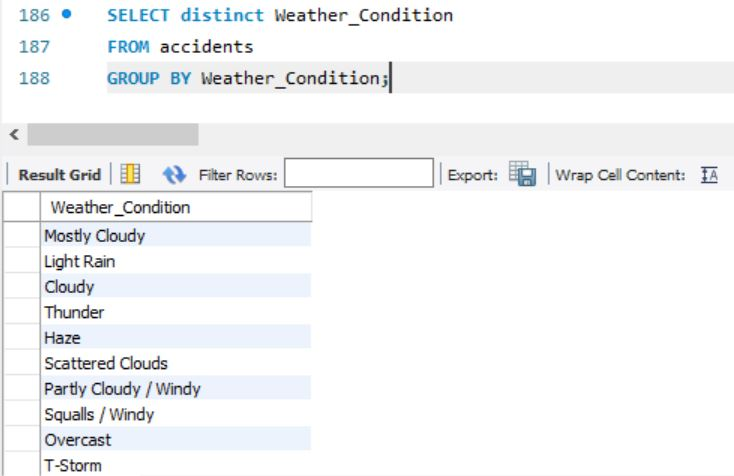 186 SELECT distinct Weather_Condition
187 FROM accidents
188 GROUP BY Weather_Condition;
Result Grid Filter Rows: Export: Wrap Cell Content:
Weather_Condition
Mostly Cloudy
Light Rain
Cloudy
Thunder
Haze
Scattered Clouds
Partly Cloudy / Windy
Squalls / Windy
Overcast
T-Storm